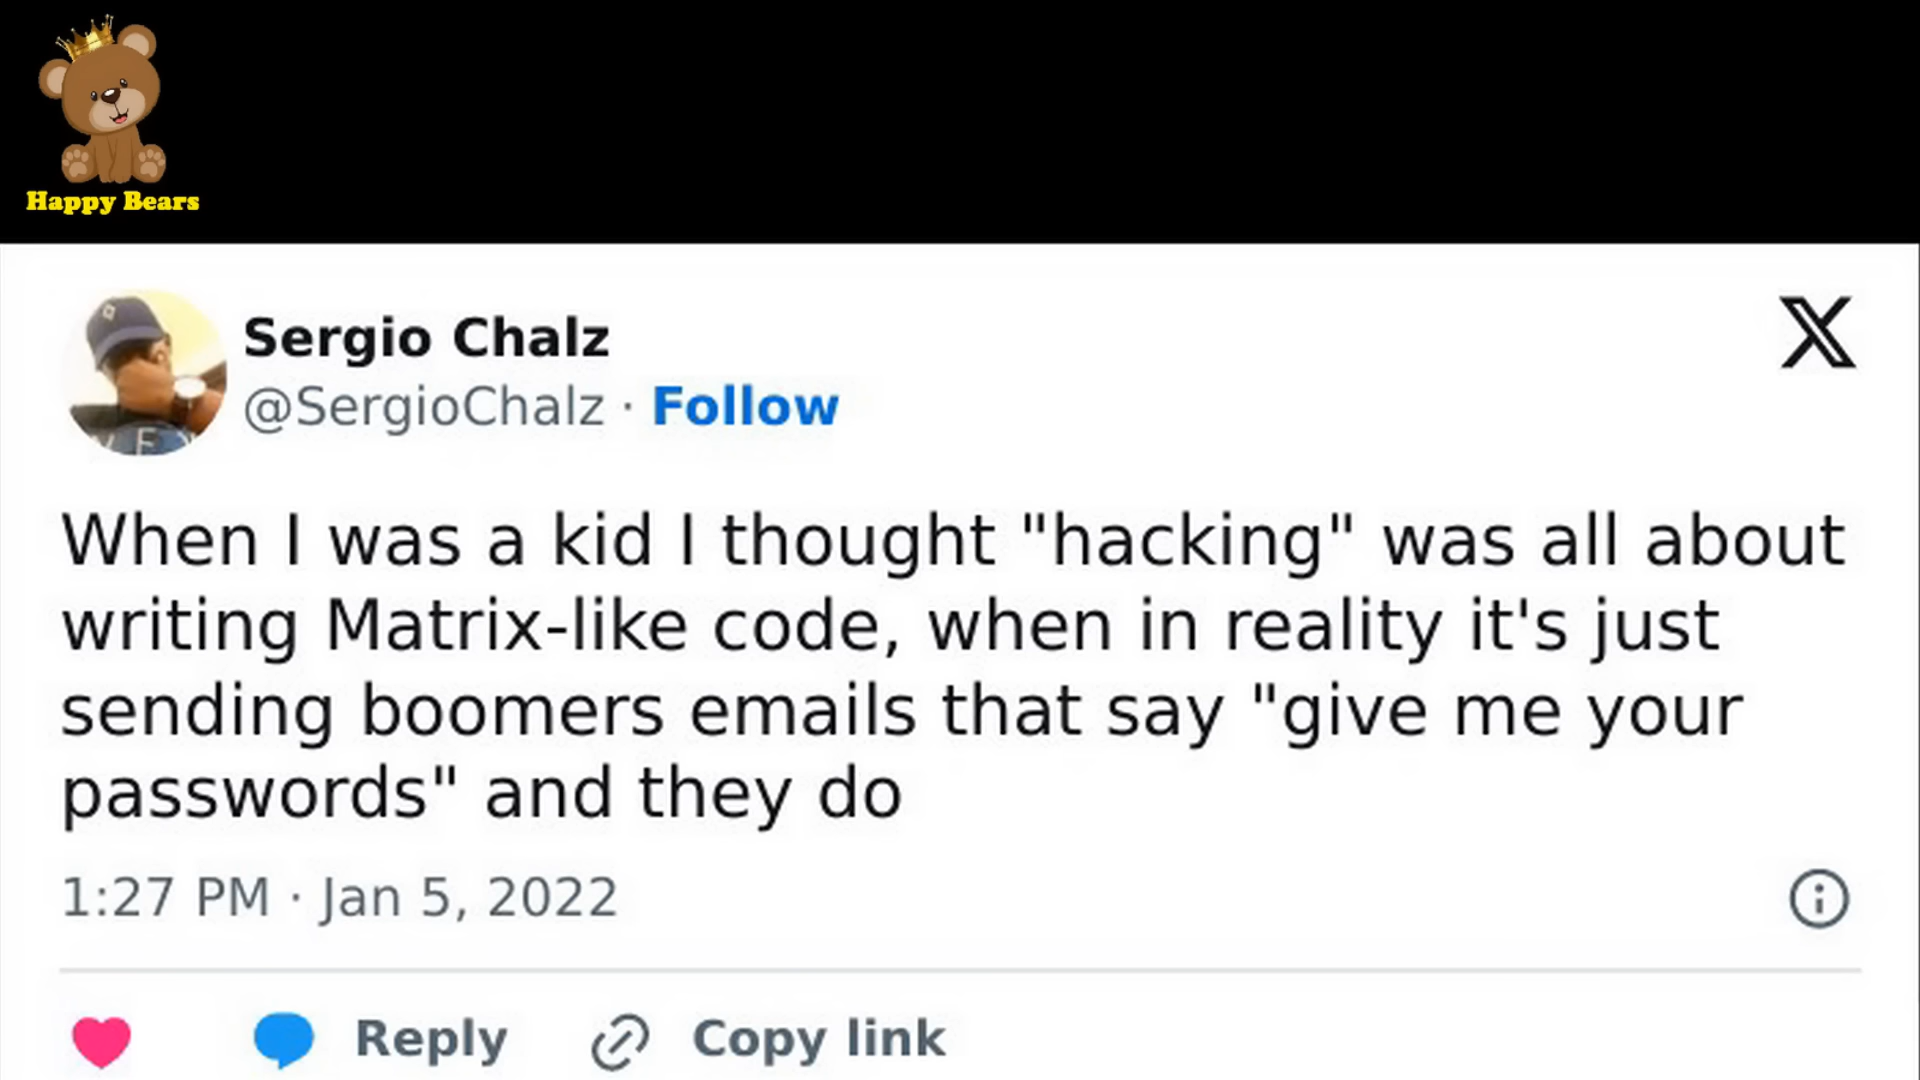 Happy Bears
Sergio Chalz
@SergioChalz · Follow
When I was a kid I thought "hacking" was all about
writing Matrix-like code, when in reality it's just
sending boomers emails that say "give me your
passwords" and they do
1:27 PM · Jan 5, 2022
Reply
Copy link